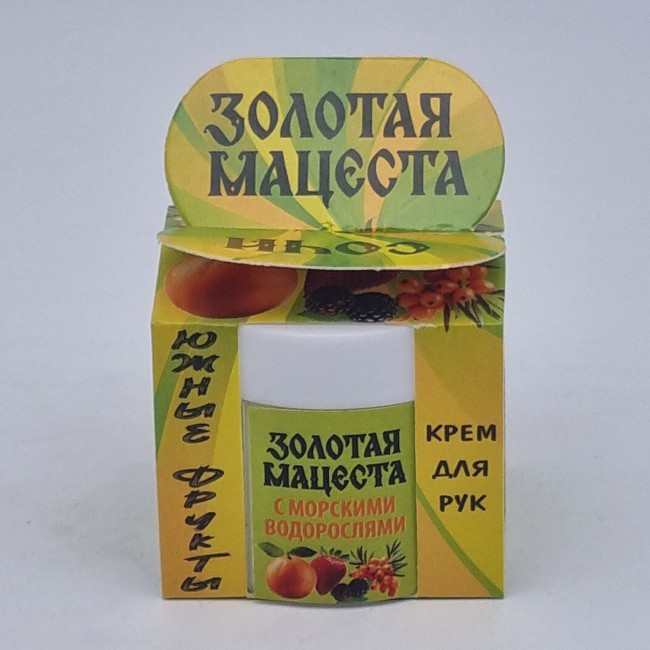 ЗОЛОТАЯ
МАЦЕСТА
СОЧИ
ЮЖНЫЕ ФРУКТЫ
ЗОЛОТАЯ
МАЦЕСТА
С МОРСКИМИ
ВОДОРОСЛЯМИ
КРЕМ
ДЛЯ
РУК